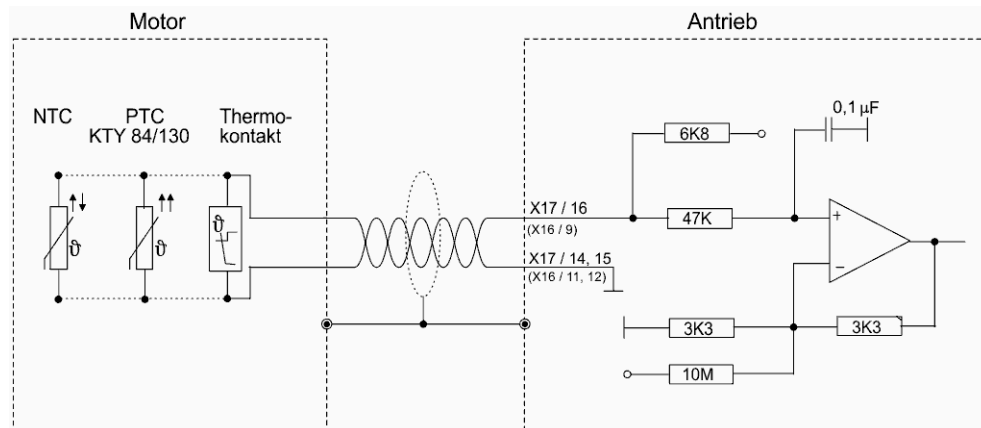 Motor
Antrieb
NTC
PTC
KTY 84/130
Thermo-
kontakt
ϑ
ϑ
ϑ
X17 / 16
(X16 / 9)
X17 / 14, 15
(X16 / 11, 12)
6K8
0,1 µF
47K
+
−
3K3
3K3
10M